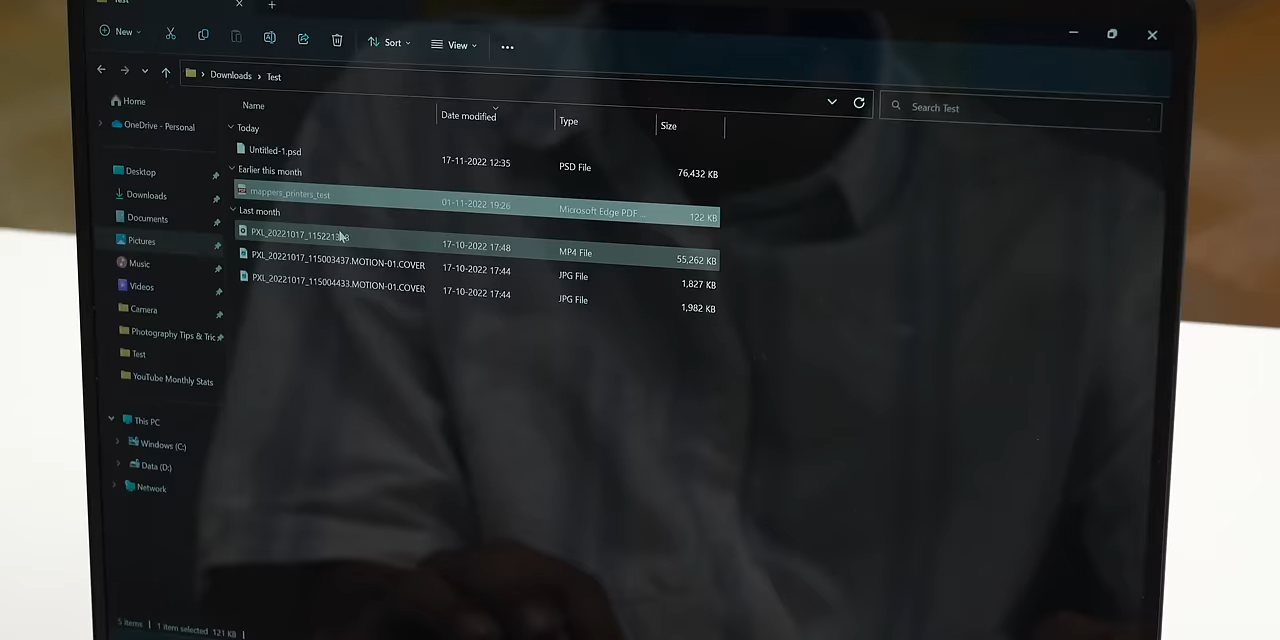 Test
New Sort View
Downloads > Test
Search Test
Home
OneDrive - Personal
Desktop
Downloads
Documents
Pictures
Music
Videos
Camera
Photography Tips & Tric
Test
YouTube Monthly Stats
This PC
Windows (C:)
Data (D:)
Network
Name Date modified Type Size
Today
Untitled-1.psd 17-11-2022 12:35 PSD File 76,432 KB
Earlier this month
mappers_printers_test 01-11-2022 19:26 Microsoft Edge PDF ... 122 KB
Last month
17-10-2022 17:48 MP4 File 55,262 KB
PXL_20221017_115003437.MOTION-01.COVER 17-10-2022 17:44 JPG File 1,827 KB
PXL_20221017_115004433.MOTION-01.COVER 17-10-2022 17:44 JPG File 1,982 KB
5 items 1 item selected 121 KB